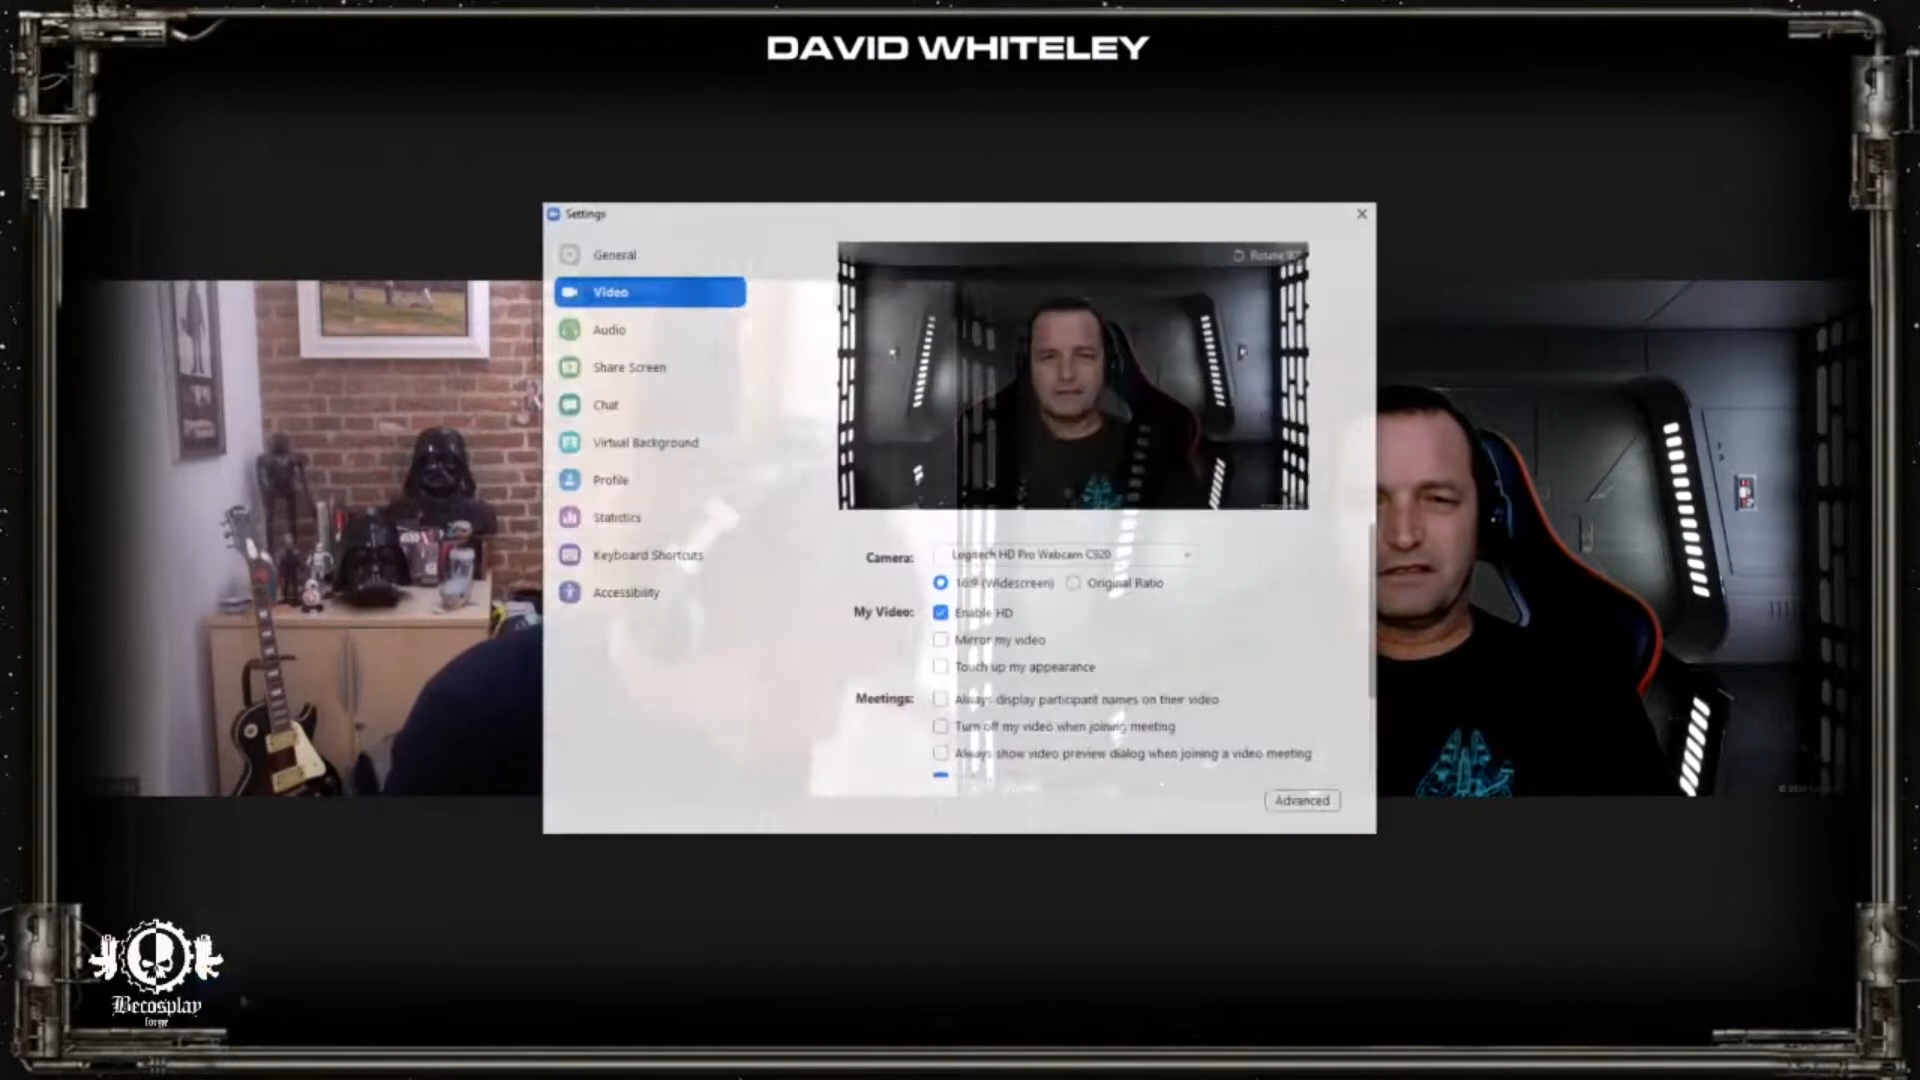 DAVID WHITELEY
Settings
General
Video
Audio
Share Screen
Chat
Virtual Background
Profile
Statistics
Keyboard Shortcuts
Accessibility
Rotate 90°
Camera:
Logitech HD Pro Webcam C920
16:9 (Widescreen) Original Ratio
My Video:
Enable HD
Mirror my video
Touch up my appearance
Meetings:
Always display participant names on their video
Turn off my video when joining meeting
Always show video preview dialog when joining a video meeting
Advanced
Becosplay
forge